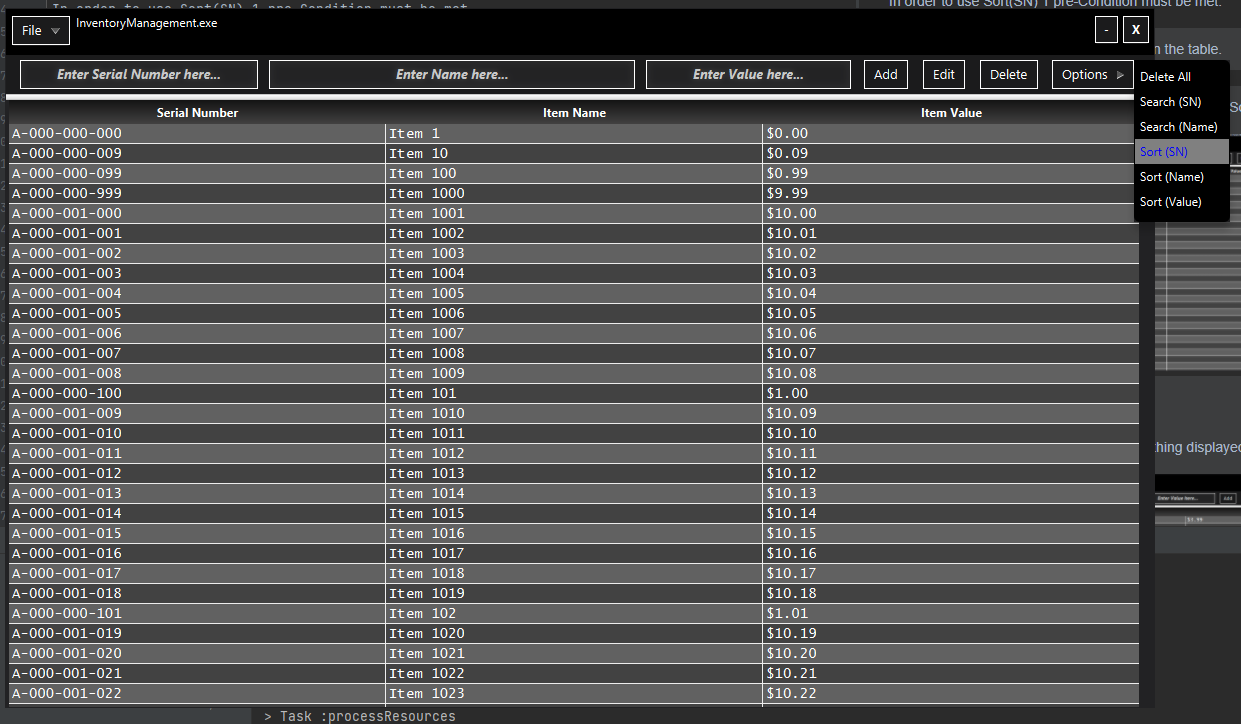 In order to use Sort(SN) 1 pre-Condition must be met.
In order to use Sort(SN) 1 pre-Condition must be met.
File
InventoryManagement.exe
-
X
n the table.
Enter Serial Number here...
Enter Name here...
Enter Value here...
Add
Edit
Delete
Options
Delete All
Search (SN)
Search (Name)
Sort (SN)
Sort (Name)
Sort (Value)
Serial Number Item Name Item Value
A-000-000-000 Item 1 $0.00
A-000-000-009 Item 10 $0.09
A-000-000-099 Item 100 $0.99
A-000-000-999 Item 1000 $9.99
A-000-001-000 Item 1001 $10.00
A-000-001-001 Item 1002 $10.01
A-000-001-002 Item 1003 $10.02
A-000-001-003 Item 1004 $10.03
A-000-001-004 Item 1005 $10.04
A-000-001-005 Item 1006 $10.05
A-000-001-006 Item 1007 $10.06
A-000-001-007 Item 1008 $10.07
A-000-001-008 Item 1009 $10.08
A-000-000-100 Item 101 $1.00
A-000-001-009 Item 1010 $10.09
A-000-001-010 Item 1011 $10.10
A-000-001-011 Item 1012 $10.11
A-000-001-012 Item 1013 $10.12
A-000-001-013 Item 1014 $10.13
A-000-001-014 Item 1015 $10.14
A-000-001-015 Item 1016 $10.15
A-000-001-016 Item 1017 $10.16
A-000-001-017 Item 1018 $10.17
A-000-001-018 Item 1019 $10.18
A-000-000-101 Item 102 $1.01
A-000-001-019 Item 1020 $10.19
A-000-001-020 Item 1021 $10.20
A-000-001-021 Item 1022 $10.21
A-000-001-022 Item 1023 $10.22
thing displayed
Enter Value here...
Add
$1.99
> Task :processResources